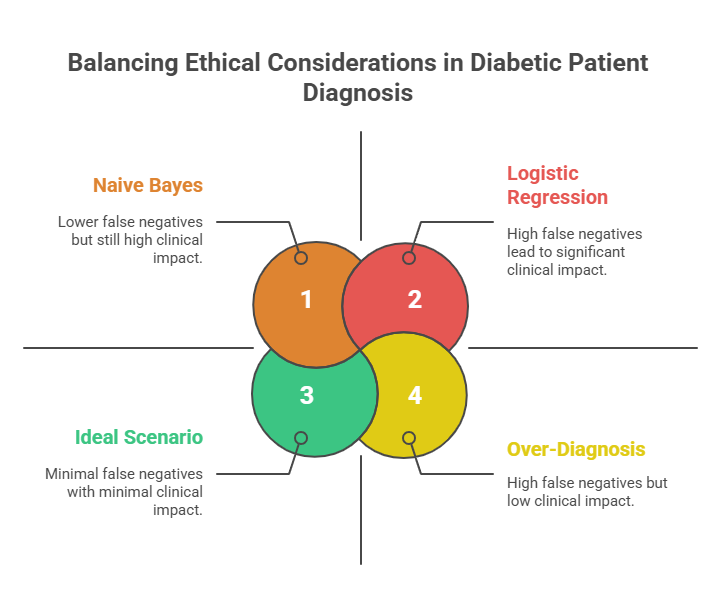 Balancing Ethical Considerations in Diabetic Patient
Diagnosis
Naive Bayes
Lower false negatives
but still high clinical
impact.
Logistic
Regression
High false negatives
lead to significant
clinical impact.
1
2
3
4
Ideal Scenario
Minimal false negatives
with minimal clinical
impact.
Over-Diagnosis
High false negatives but
low clinical impact.